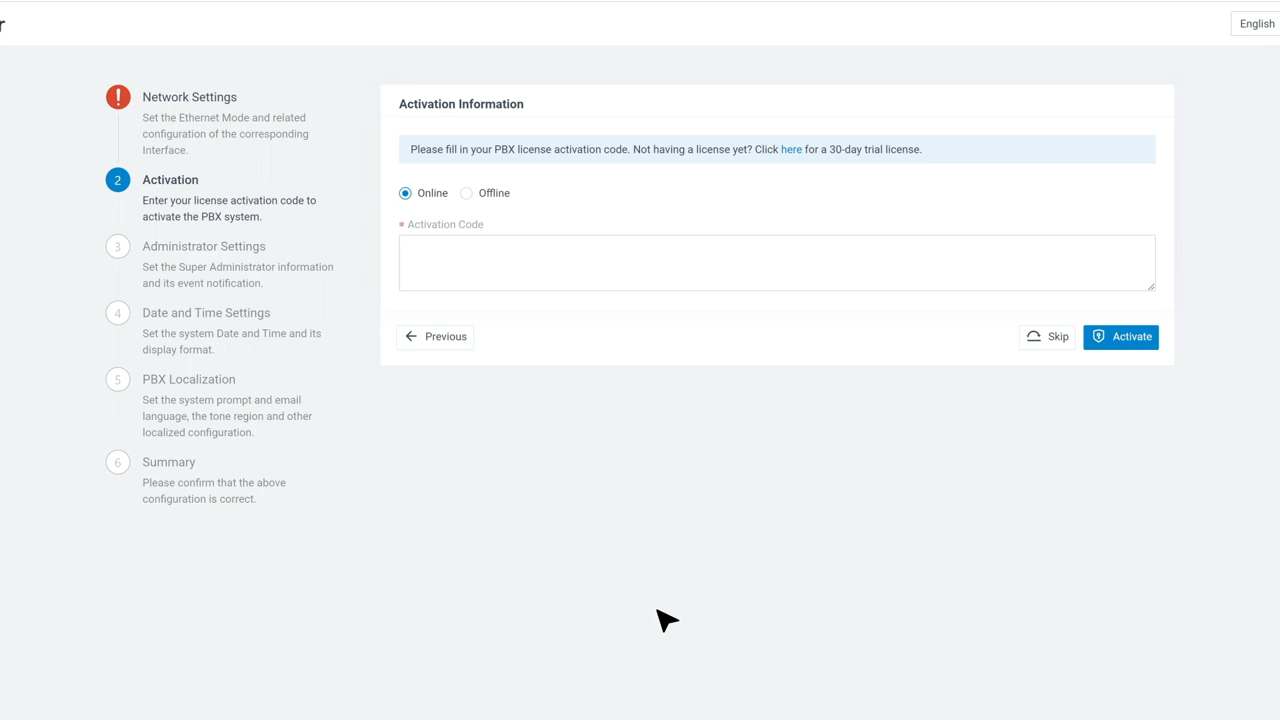 r
English
Network Settings
Set the Ethernet Mode and related
configuration of the corresponding
Interface.
2
Activation
Enter your license activation code to
activate the PBX system.
3
Administrator Settings
Set the Super Administrator information
and its event notification.
4
Date and Time Settings
Set the system Date and Time and its
display format.
5
PBX Localization
Set the system prompt and email
language, the tone region and other
localized configuration.
6
Summary
Please confirm that the above
configuration is correct.
Activation Information
Please fill in your PBX license activation code. Not having a license yet? Click here for a 30-day trial license.
Online
Offline
* Activation Code
Previous
Skip
Activate